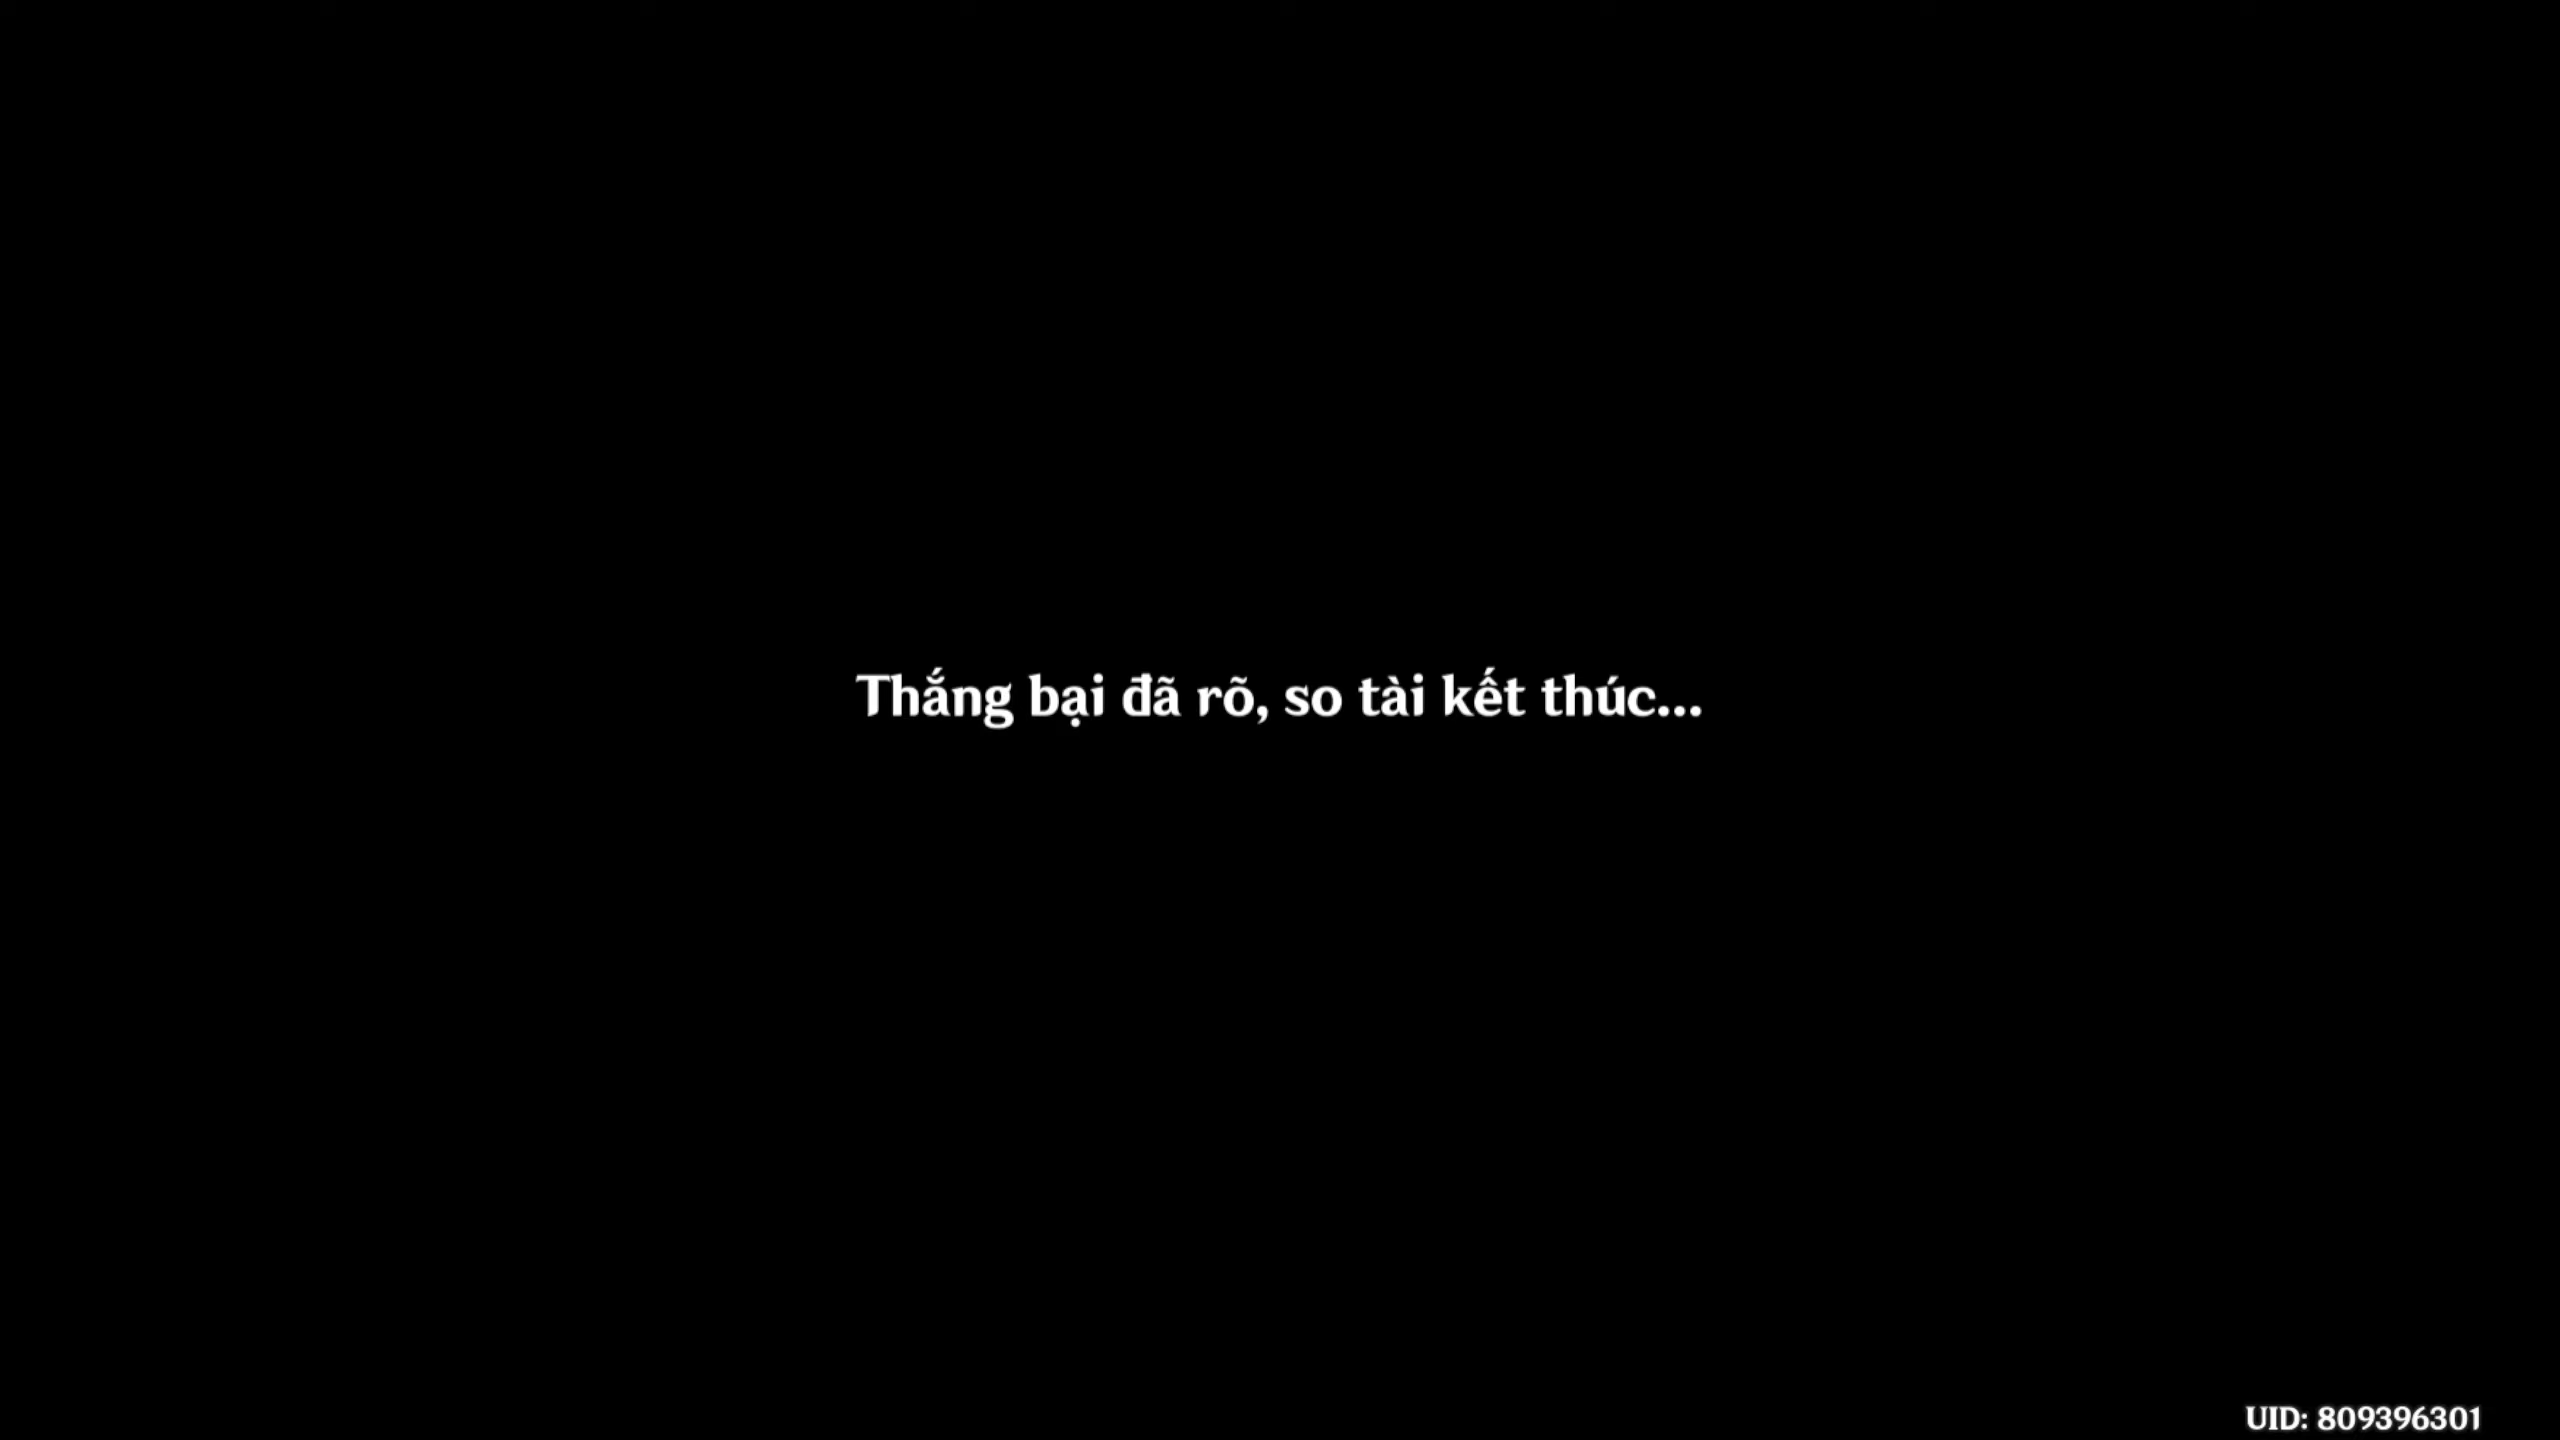 Thắng bại đã rõ, so tài kết thúc...
UID: 809396301